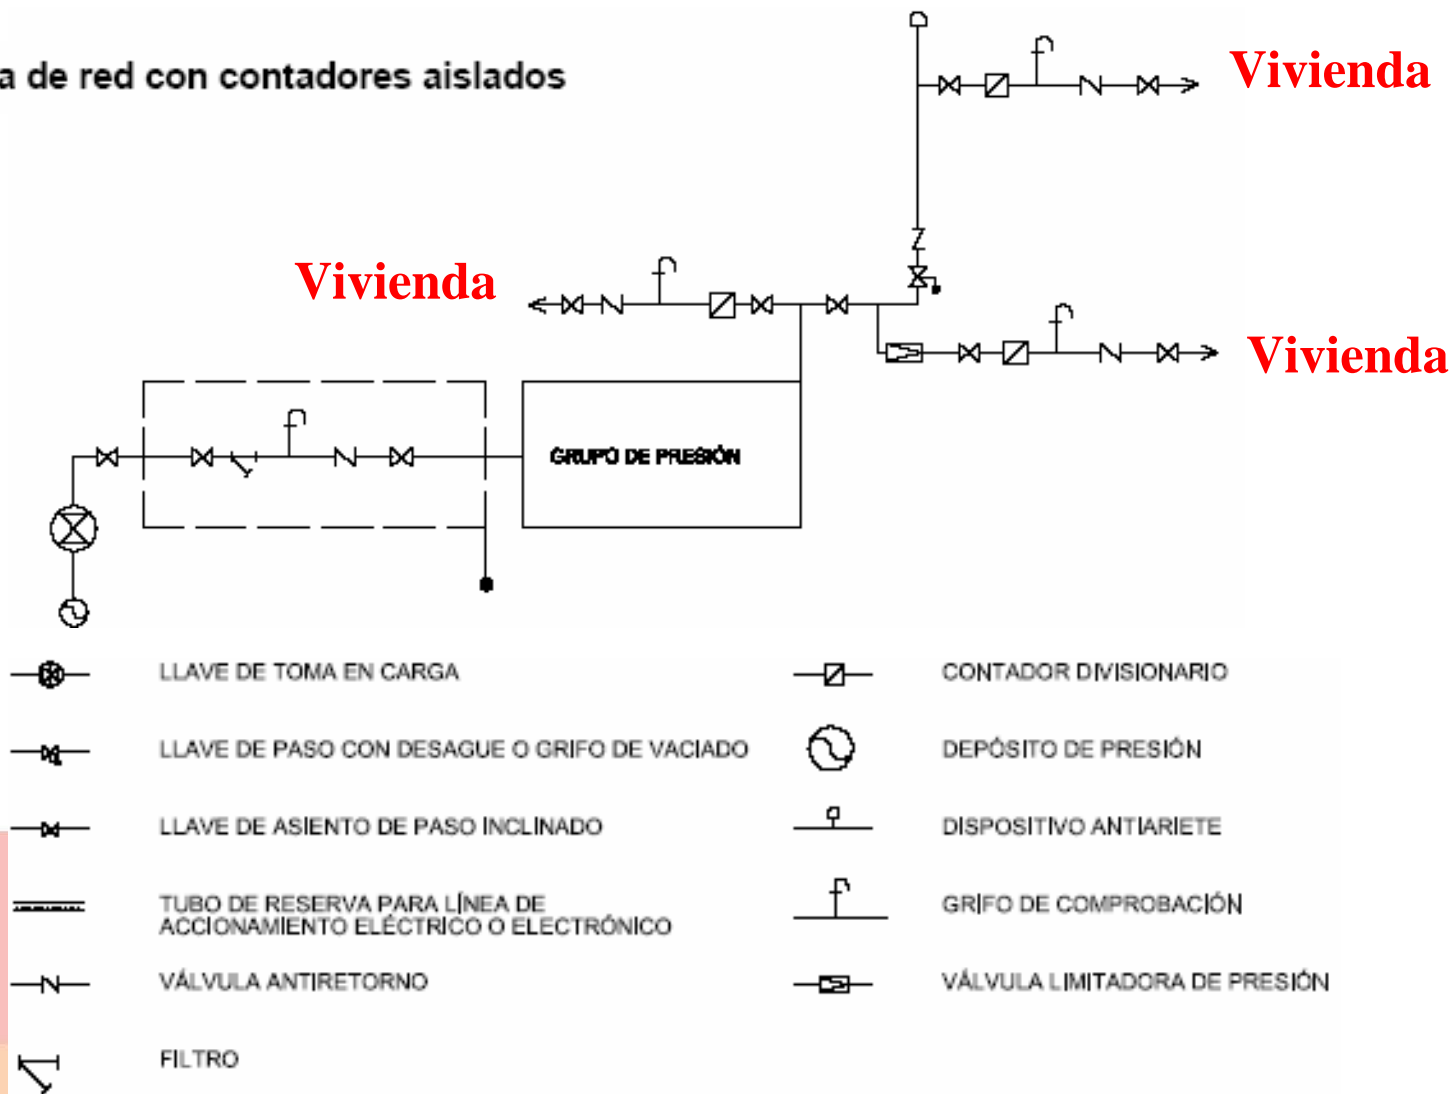 a de red con contadores aislados
Vivienda
Vivienda
Vivienda
GRUPO DE PRESIÓN
LLAVE DE TOMA EN CARGA
LLAVE DE PASO CON DESAGUE O GRIFO DE VACIADO
LLAVE DE ASIENTO DE PASO INCLINADO
TUBO DE RESERVA PARA LÍNEA DE
ACCIONAMIENTO ELÉCTRICO O ELECTRÓNICO
VÁLVULA ANTIRETORNO
FILTRO
CONTADOR DIVISIONARIO
DEPÓSITO DE PRESIÓN
DISPOSITIVO ANTIARIETE
GRIFO DE COMPROBACIÓN
VÁLVULA LIMITADORA DE PRESIÓN